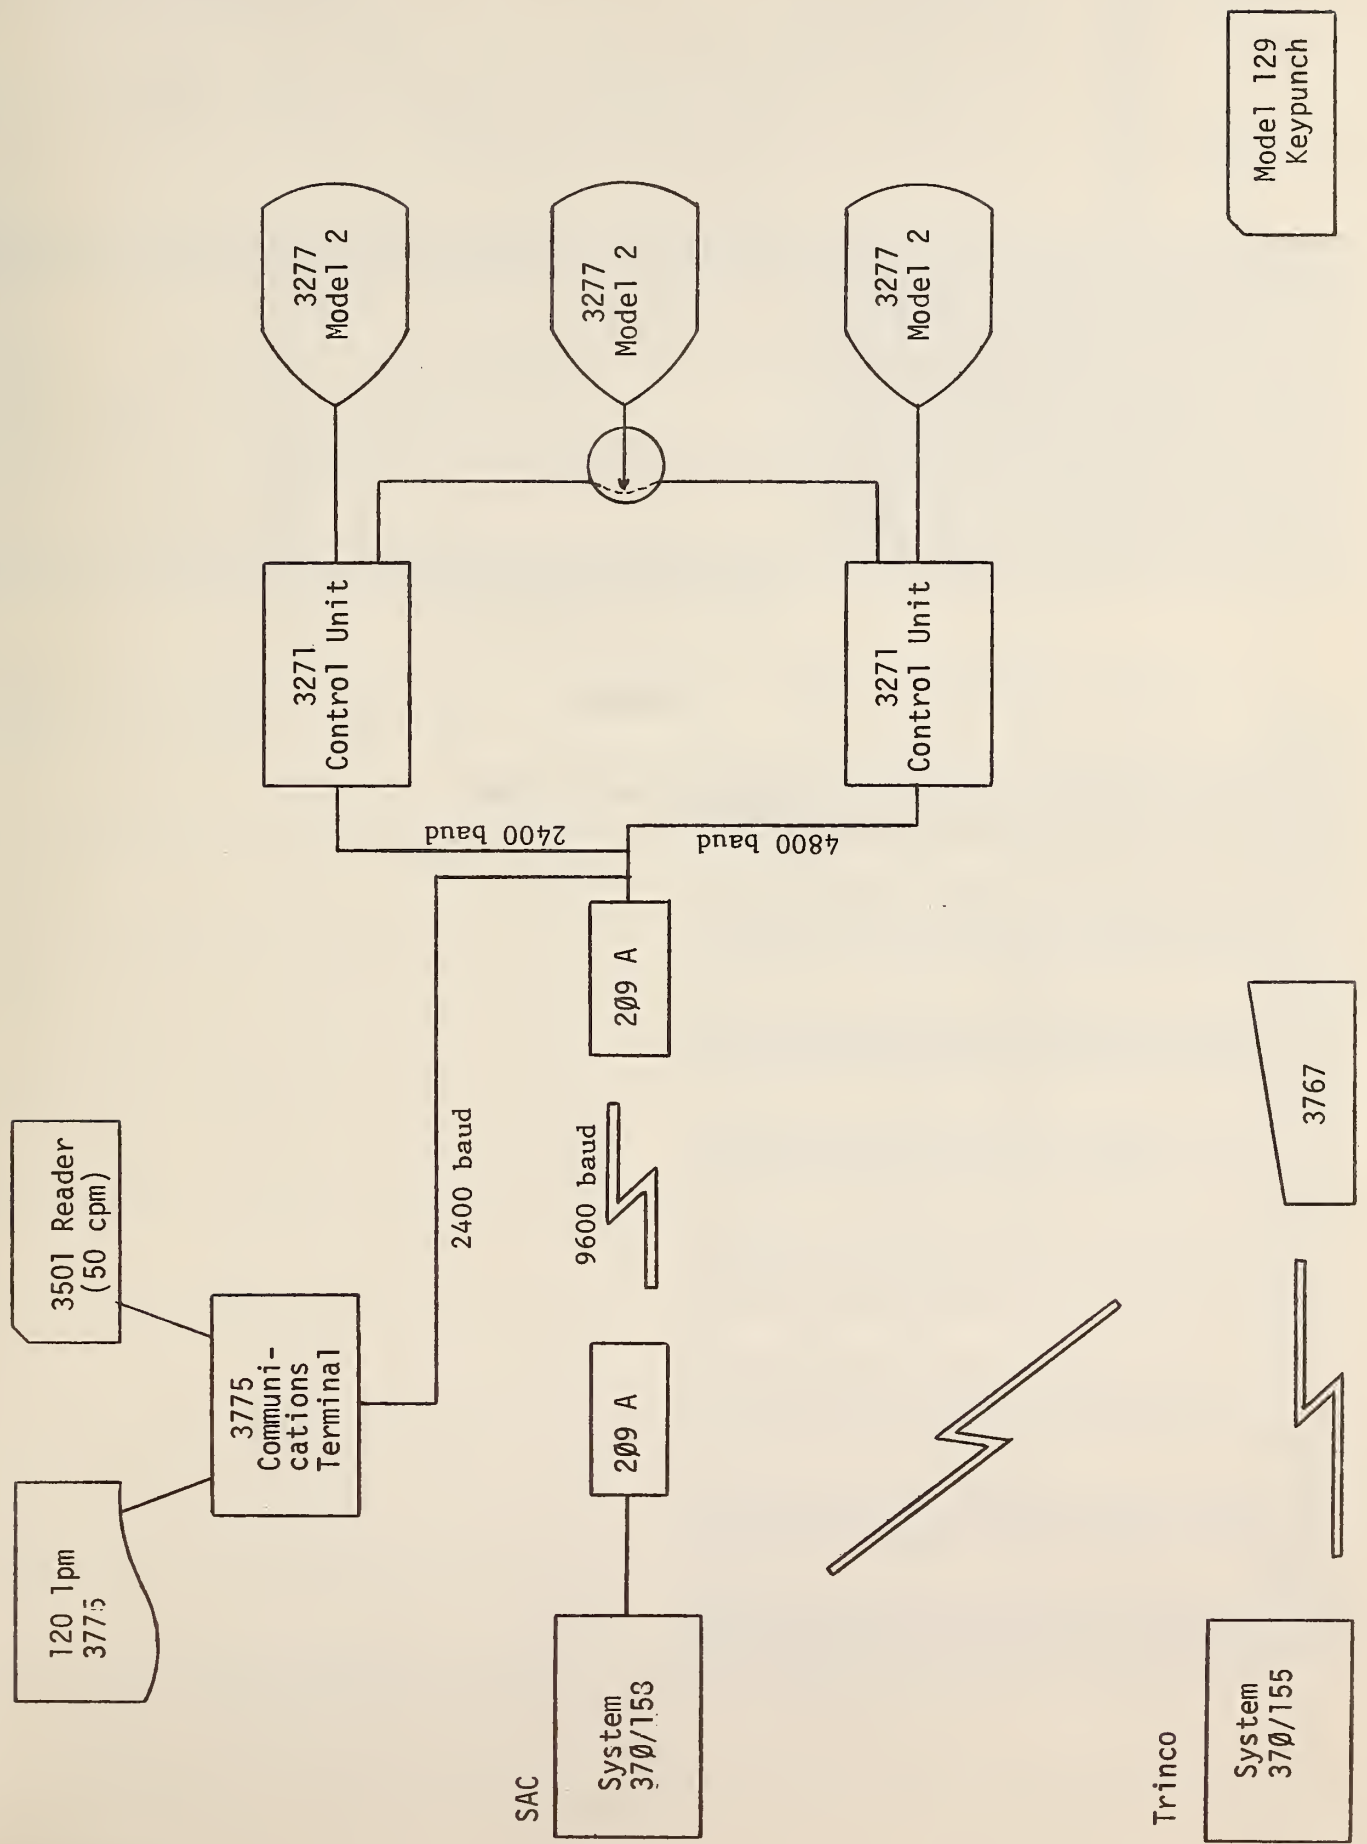 120 lpm
3775
3501 Reader
(50 cpm)
3775
Communi-
cations
Terminal
2400 baud
3271
Control Unit
3277
Model 2
2400 baud
SAC
System
37Ø/158
2Ø9 A
9600 baud
2Ø9 A
3277
Model 2
4800 baud
3271
Control Unit
3277
Model 2
Trinco
System
37Ø/155
3767
Model 129
Keypunch